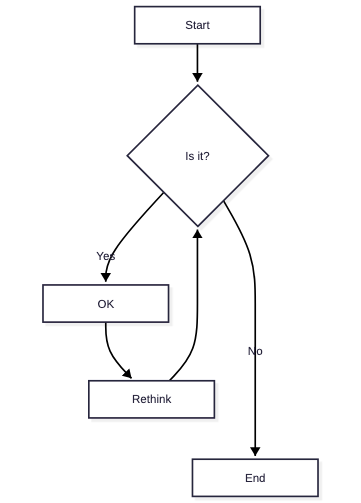 Start
Is it?
Yes
OK
No
Rethink
End